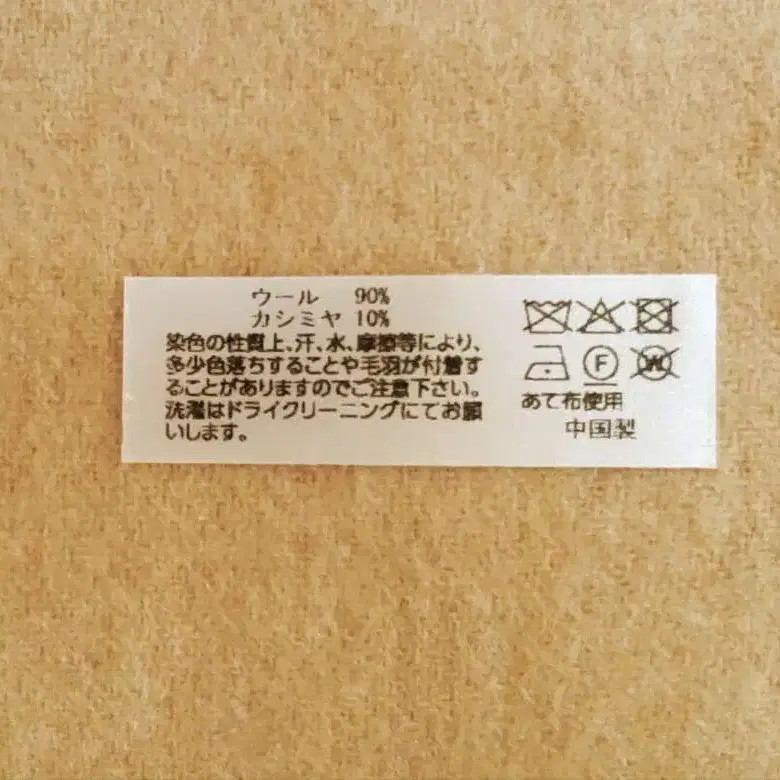 ウール 90%
カシミヤ 10%
染色の性質上、汗、水、摩擦等により、
多少色落ちすることや毛羽が付着す
ることがありますのでご注意下さい。
洗濯はドライクリーニングにてお願
いします。
F
W
あて布使用
中国製